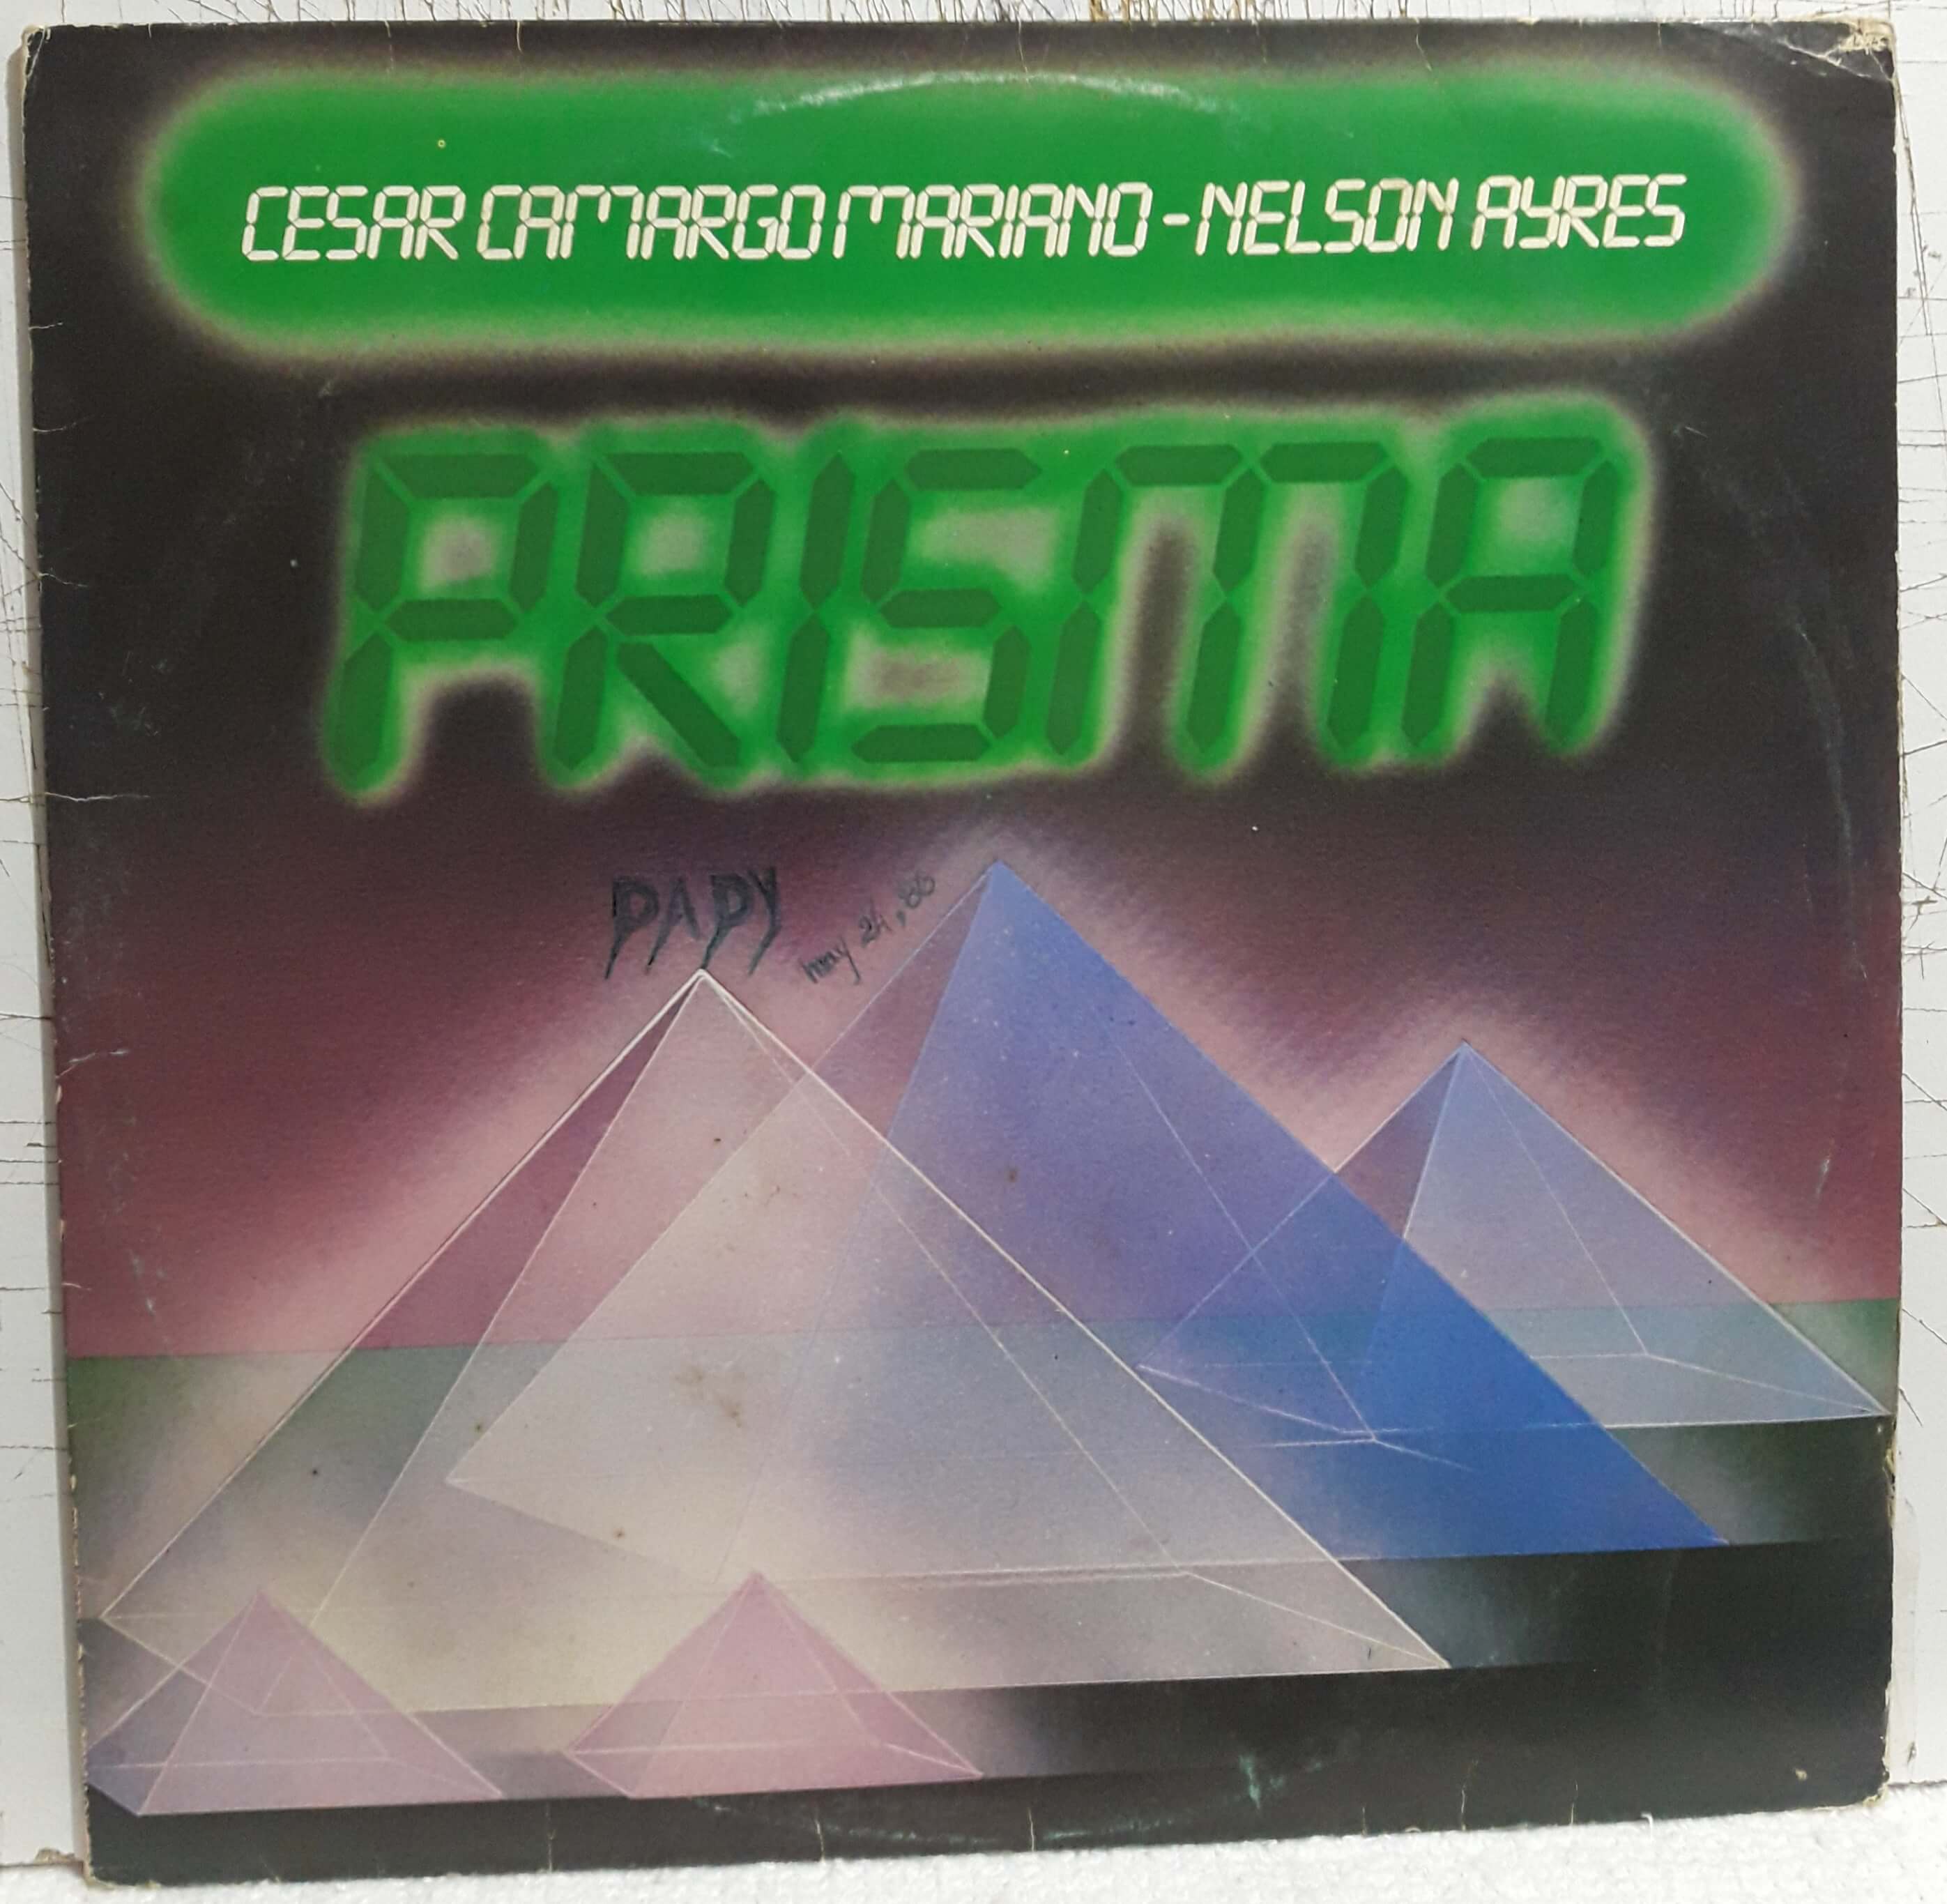 CESAR CAMARGO MARIANO - NELSON AYRES
PRISMA
PAPY
may 24, '86